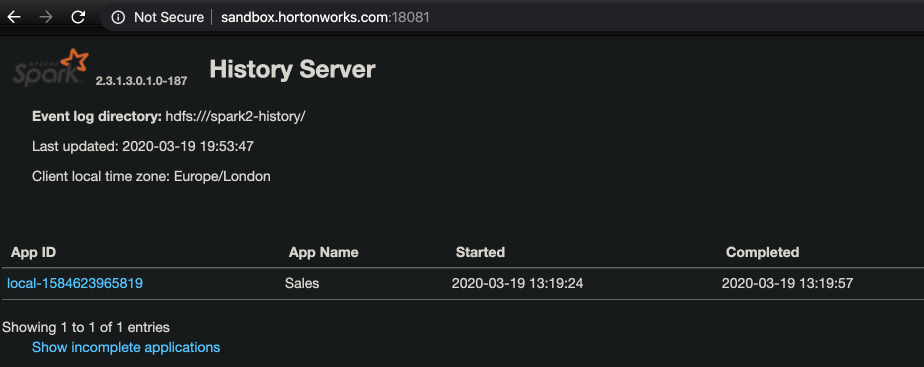 Not Secure | sandbox.hortonworks.com:18081
APACHE
Spark 2.3.1.3.0.1.0-187 History Server
Event log directory: hdfs:///spark2-history/
Last updated: 2020-03-19 19:53:47
Client local time zone: Europe/London
App ID App Name Started Completed
local-1584623965819 Sales 2020-03-19 13:19:24 2020-03-19 13:19:57
Showing 1 to 1 of 1 entries
Show incomplete applications